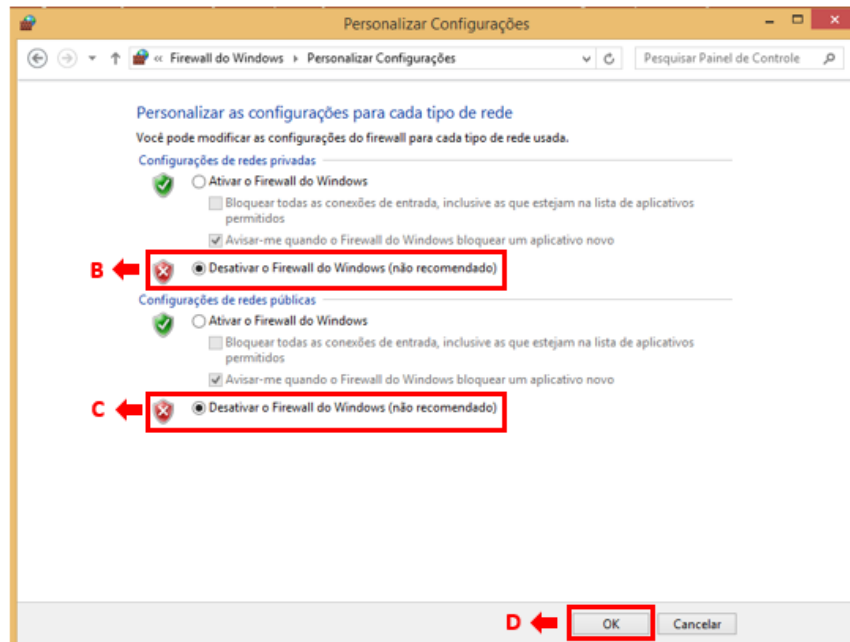 Personalizar Configurações
« Firewall do Windows Personalizar Configurações Pesquisar Painel de Controle
Personalizar as configurações para cada tipo de rede
Você pode modificar as configurações do firewall para cada tipo de rede usada.
Configurações de redes privadas
Ativar o Firewall do Windows
Bloquear todas as conexões de entrada, inclusive as que estejam na lista de aplicativos
permitidos
Avisar-me quando o Firewall do Windows bloquear um aplicativo novo
B Desativar o Firewall do Windows (não recomendado)
Configurações de redes públicas
Ativar o Firewall do Windows
Bloquear todas as conexões de entrada, inclusive as que estejam na lista de aplicativos
permitidos
Avisar-me quando o Firewall do Windows bloquear um aplicativo novo
C Desativar o Firewall do Windows (não recomendado)
D OK Cancelar